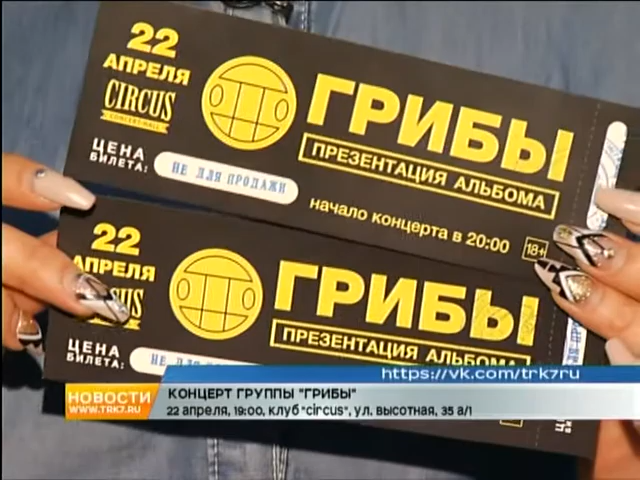 22
АПРЕЛЯ
CIRCUS
CONCERT-HALL
ЦЕНА
БИЛЕТА:
НЕ ДЛЯ ПРОДАЖИ
ГРИБЫ
ПРЕЗЕНТАЦИЯ АЛЬБОМА
начало концерта в 20:00
18+
22
АПРЕЛЯ
ЦЕНА
БИЛЕТА:
НЕ ДЛЯ
ГРИБЫ
ПРЕЗЕНТАЦИЯ АЛЬБОМА
https://vk.com/trk7ru
НОВОСТИ
WWW.TRK7.RU
КОНЦЕРТ ГРУППЫ "ГРИБЫ"
22 апреля, 19:00, клуб "circus", ул. высотная, 35 а/1